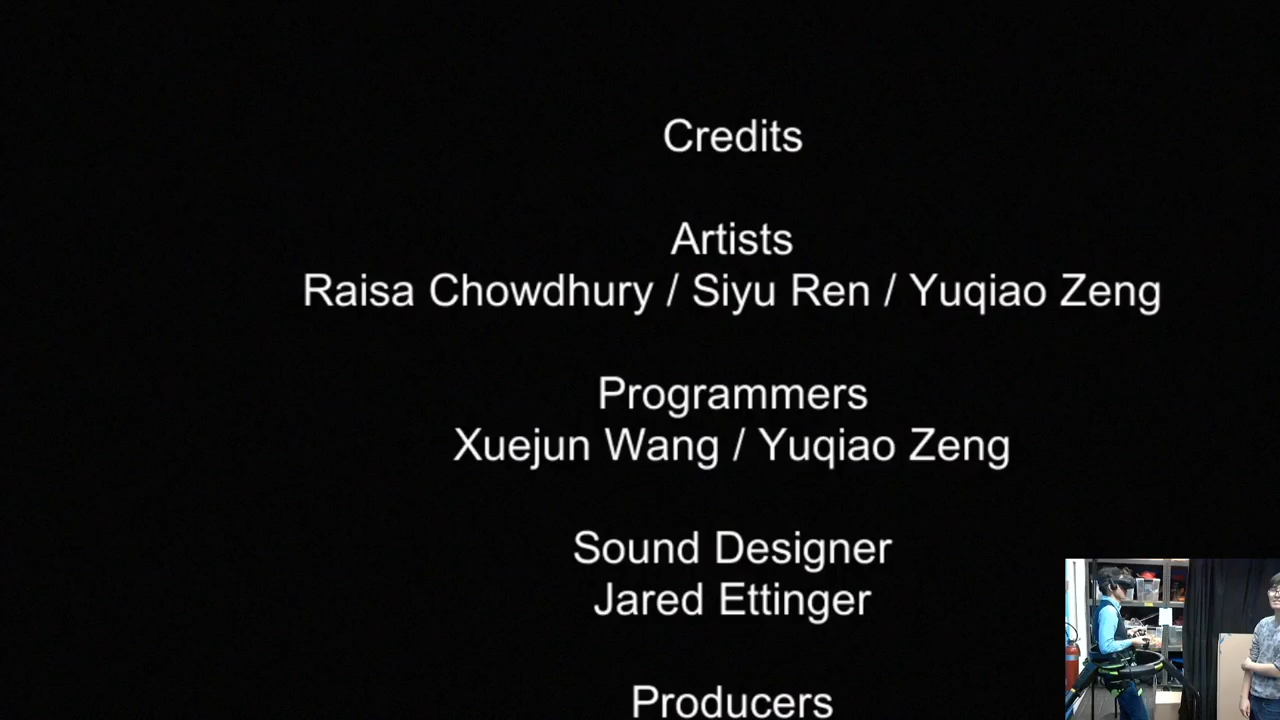 Credits
Artists
Raisa Chowdhury / Siyu Ren / Yuqiao Zeng
Programmers
Xuejun Wang / Yuqiao Zeng
Sound Designer
Jared Ettinger
Producers